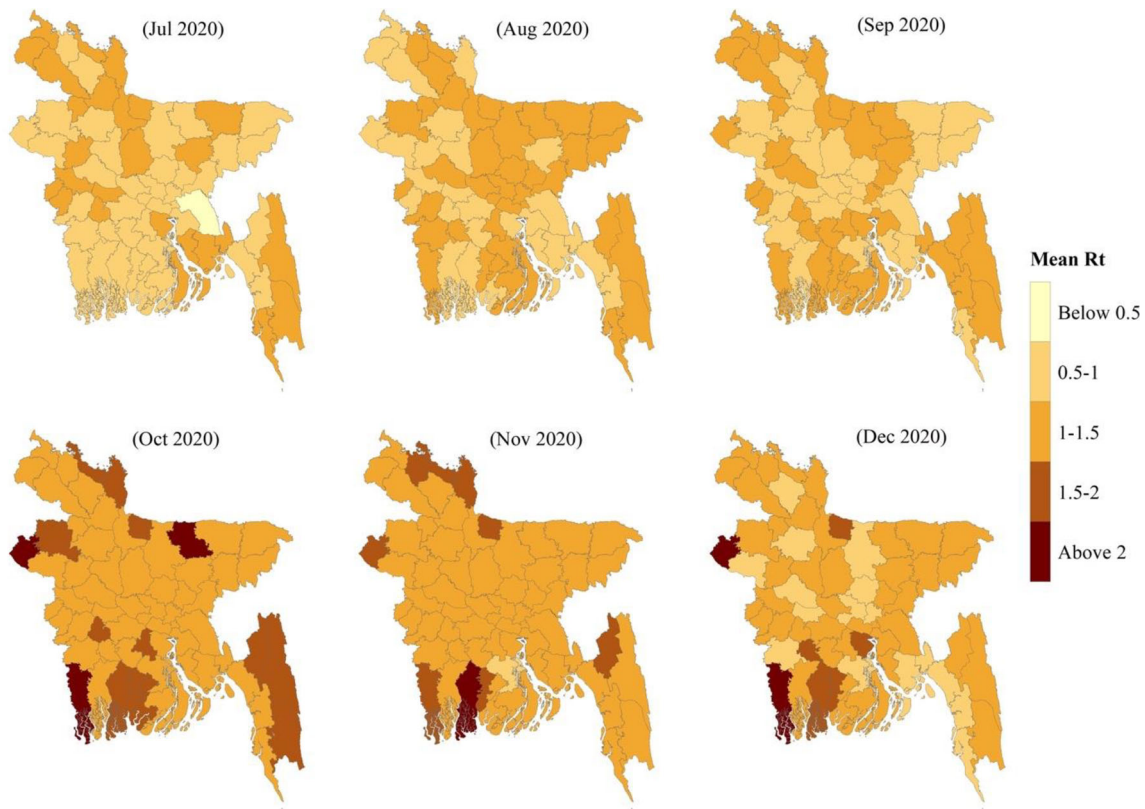 (Jul 2020)
(Aug 2020)
(Sep 2020)
Mean Rt
Below 0.5
0.5-1
1-1.5
1.5-2
Above 2
(Oct 2020)
(Nov 2020)
(Dec 2020)